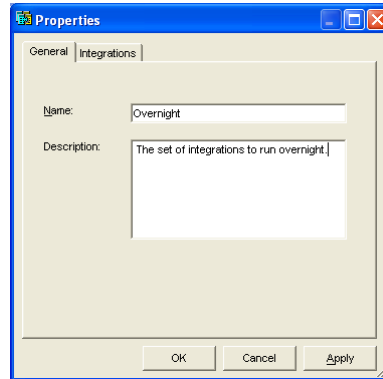 Properties
General Integrations
Name: Overnight
Description: The set of integrations to run overnight.
OK Cancel Apply